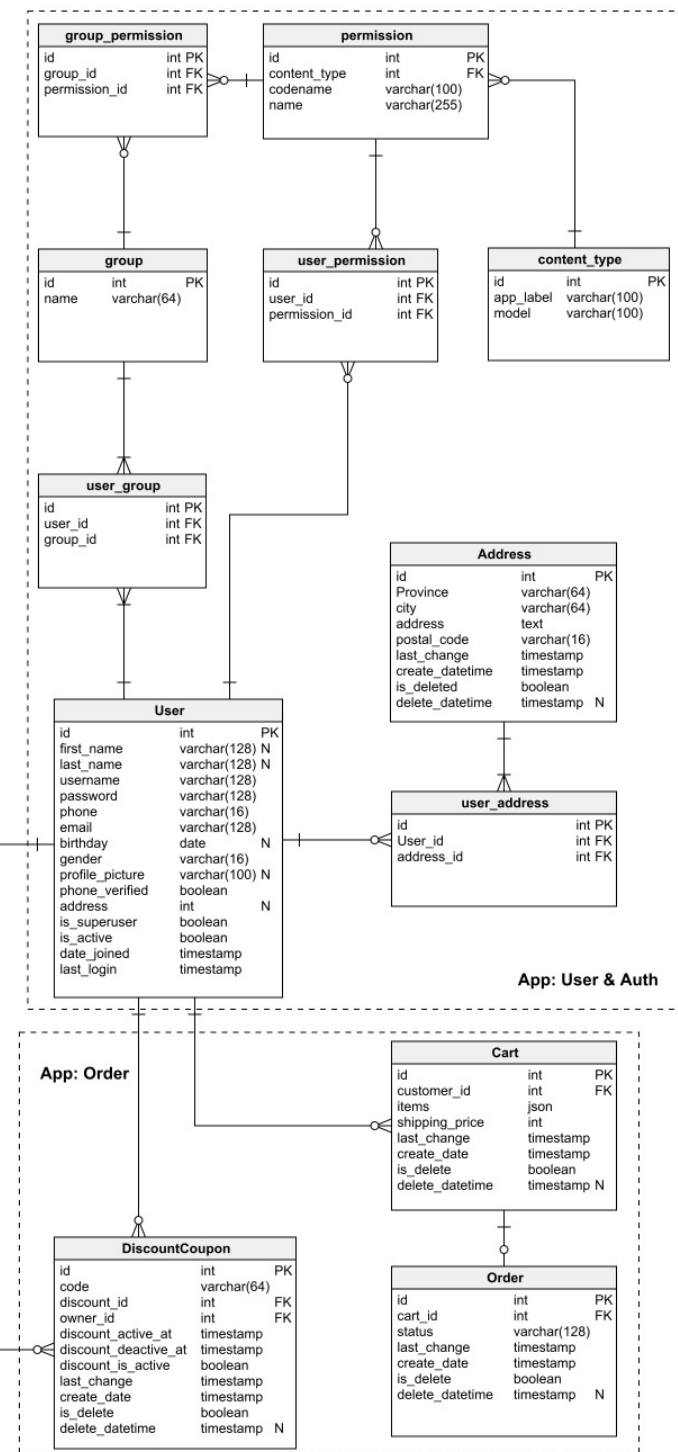 group_permission
id int PK
group_id int FK
permission_id int FK
permission
id int PK
content_type int FK
codename varchar(100)
name varchar(255)
group
id int PK
name varchar(64)
user_permission
id int PK
user_id int FK
permission_id int FK
content_type
id int PK
app_label varchar(100)
model varchar(100)
user_group
id int PK
user_id int FK
group_id int FK
Address
id int PK
Province varchar(64)
city varchar(64)
address text
postal_code varchar(16)
last_change timestamp
create_datetime timestamp
is_deleted boolean
delete_datetime timestamp N
User
id int PK
first_name varchar(128) N
last_name varchar(128) N
username varchar(128)
password varchar(128)
phone varchar(16)
email varchar(128)
birthday date N
gender varchar(16)
profile_picture varchar(100) N
phone_verified boolean
address int N
is_superuser boolean
is_active boolean
date_joined timestamp
last_login timestamp
user_address
id int PK
User_id int FK
address_id int FK
App: User & Auth
App: Order
Cart
id int PK
customer_id int FK
items json
shipping_price int
last_change timestamp
create_date timestamp
is_delete boolean
delete_datetime timestamp N
DiscountCoupon
id int PK
code varchar(64)
discount_id int FK
owner_id int FK
discount_active_at timestamp
discount_deactive_at timestamp
discount_is_active boolean
last_change timestamp
create_date timestamp
is_delete boolean
delete_datetime timestamp N
Order
id int PK
cart_id int FK
status varchar(128)
last_change timestamp
create_date timestamp
is_delete boolean
delete_datetime timestamp N